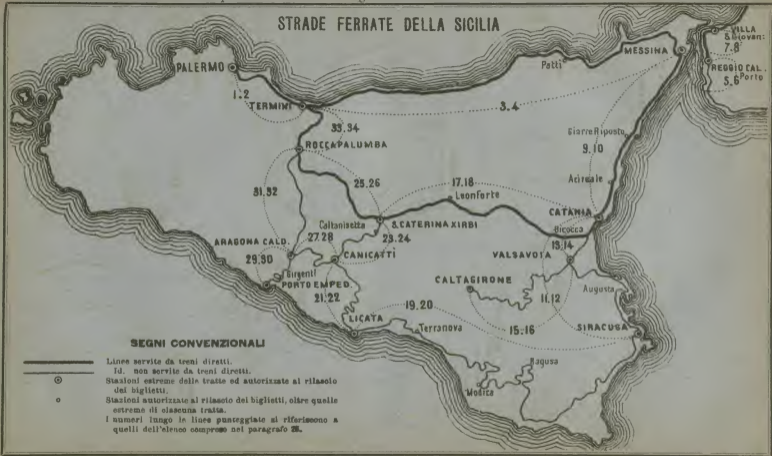 STRADE FERRATE DELLA SICILIA
VILLA
S. Giovan!
7.8
MESSINA
REGGIO CAL.
5.6 Porto
Patti
PALERMO
1.2
TERMINI
3.4
33.34
ROCCAPALUMBA
Giarre Riposto
9.10
25.26
17.18
31.32
Acireale
Leonforte
CATANIA
Caltanisetta
S. CATERINA XIRBI
Bicocca
13.14
ARAGONA CALD.
27.28
23.24
VALSAVOIA
29.30
CANICATTÌ
Girgenti
CALTAGIRONE
PORTO EMPED.
Augusta
11.12
21.22
19.20
LICATA
15.16
SIRACUSA
Terranova
Ragusa
Modica
SEGNI CONVENZIONALI
Linee servite da treni diretti.
Id. non servite da treni diretti.
Stazioni estreme delle tratte ed autorizzate al rilascio
dei biglietti.
Stazioni autorizzate al rilascio dei biglietti, oltre quelle
estreme di ciascuna tratta.
I numeri lungo le linee punteggiate si riferiscono a
quelli dell'elenco compreso nel paragrafo